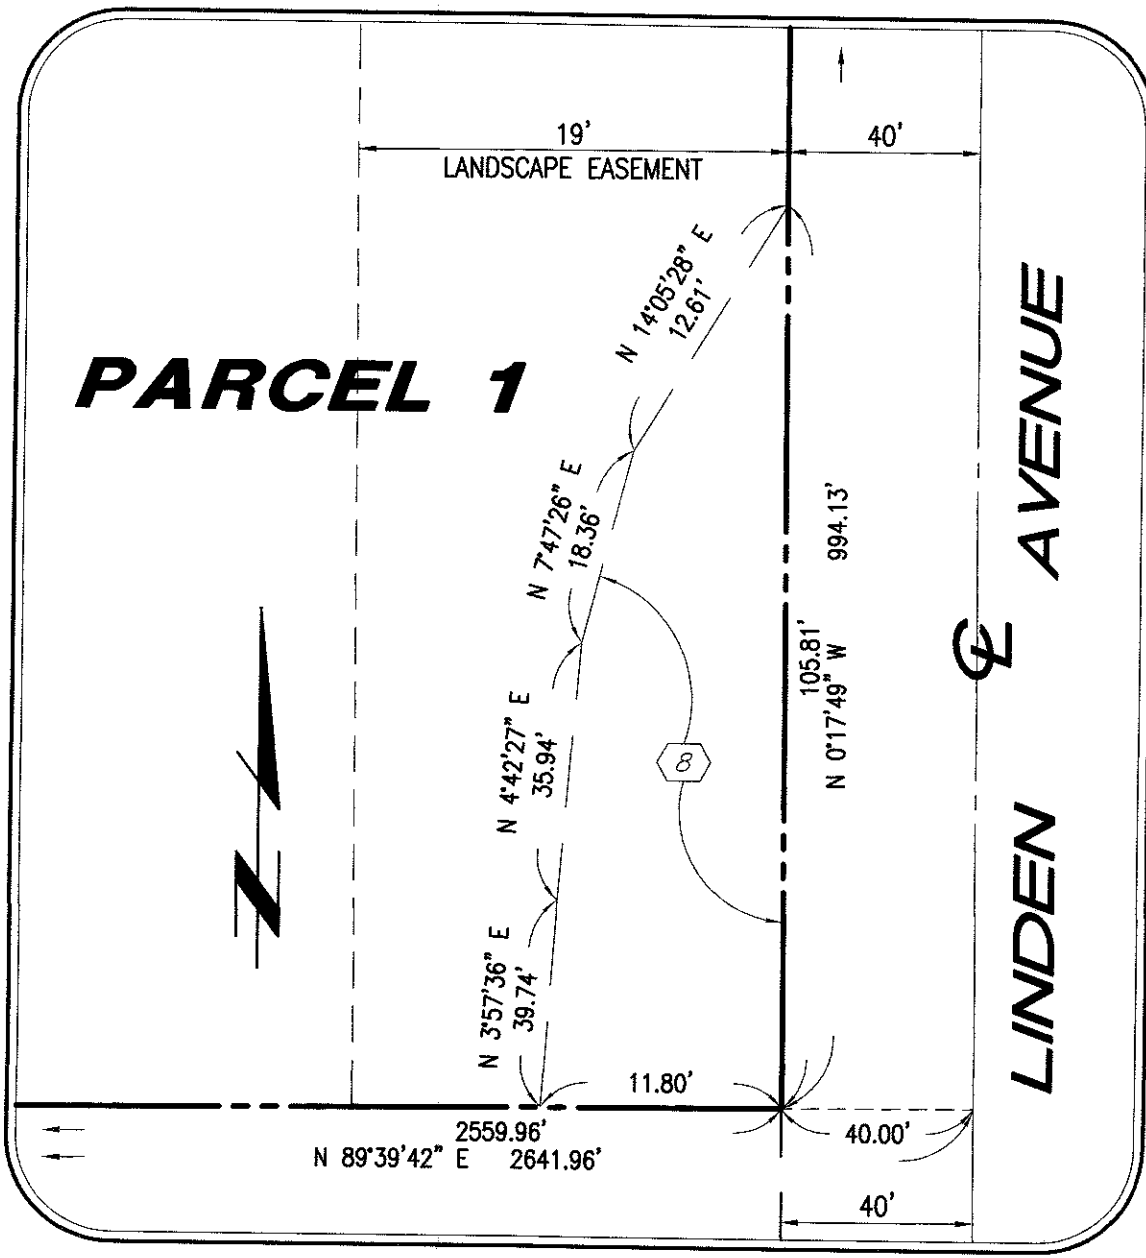 19'
LANDSCAPE EASEMENT
40'
N 14°05'28" E
12.61'
PARCEL 1
N 7°47'26" E
18.36'
994.13'
105.81'
N 0°17'49" W
N 4°42'27" E
35.94'
8
N 3°57'36" E
39.74'
LINDEN ℄ AVENUE
N
11.80'
2559.96'
N 89°39'42" E 2641.96'
40.00'
40'